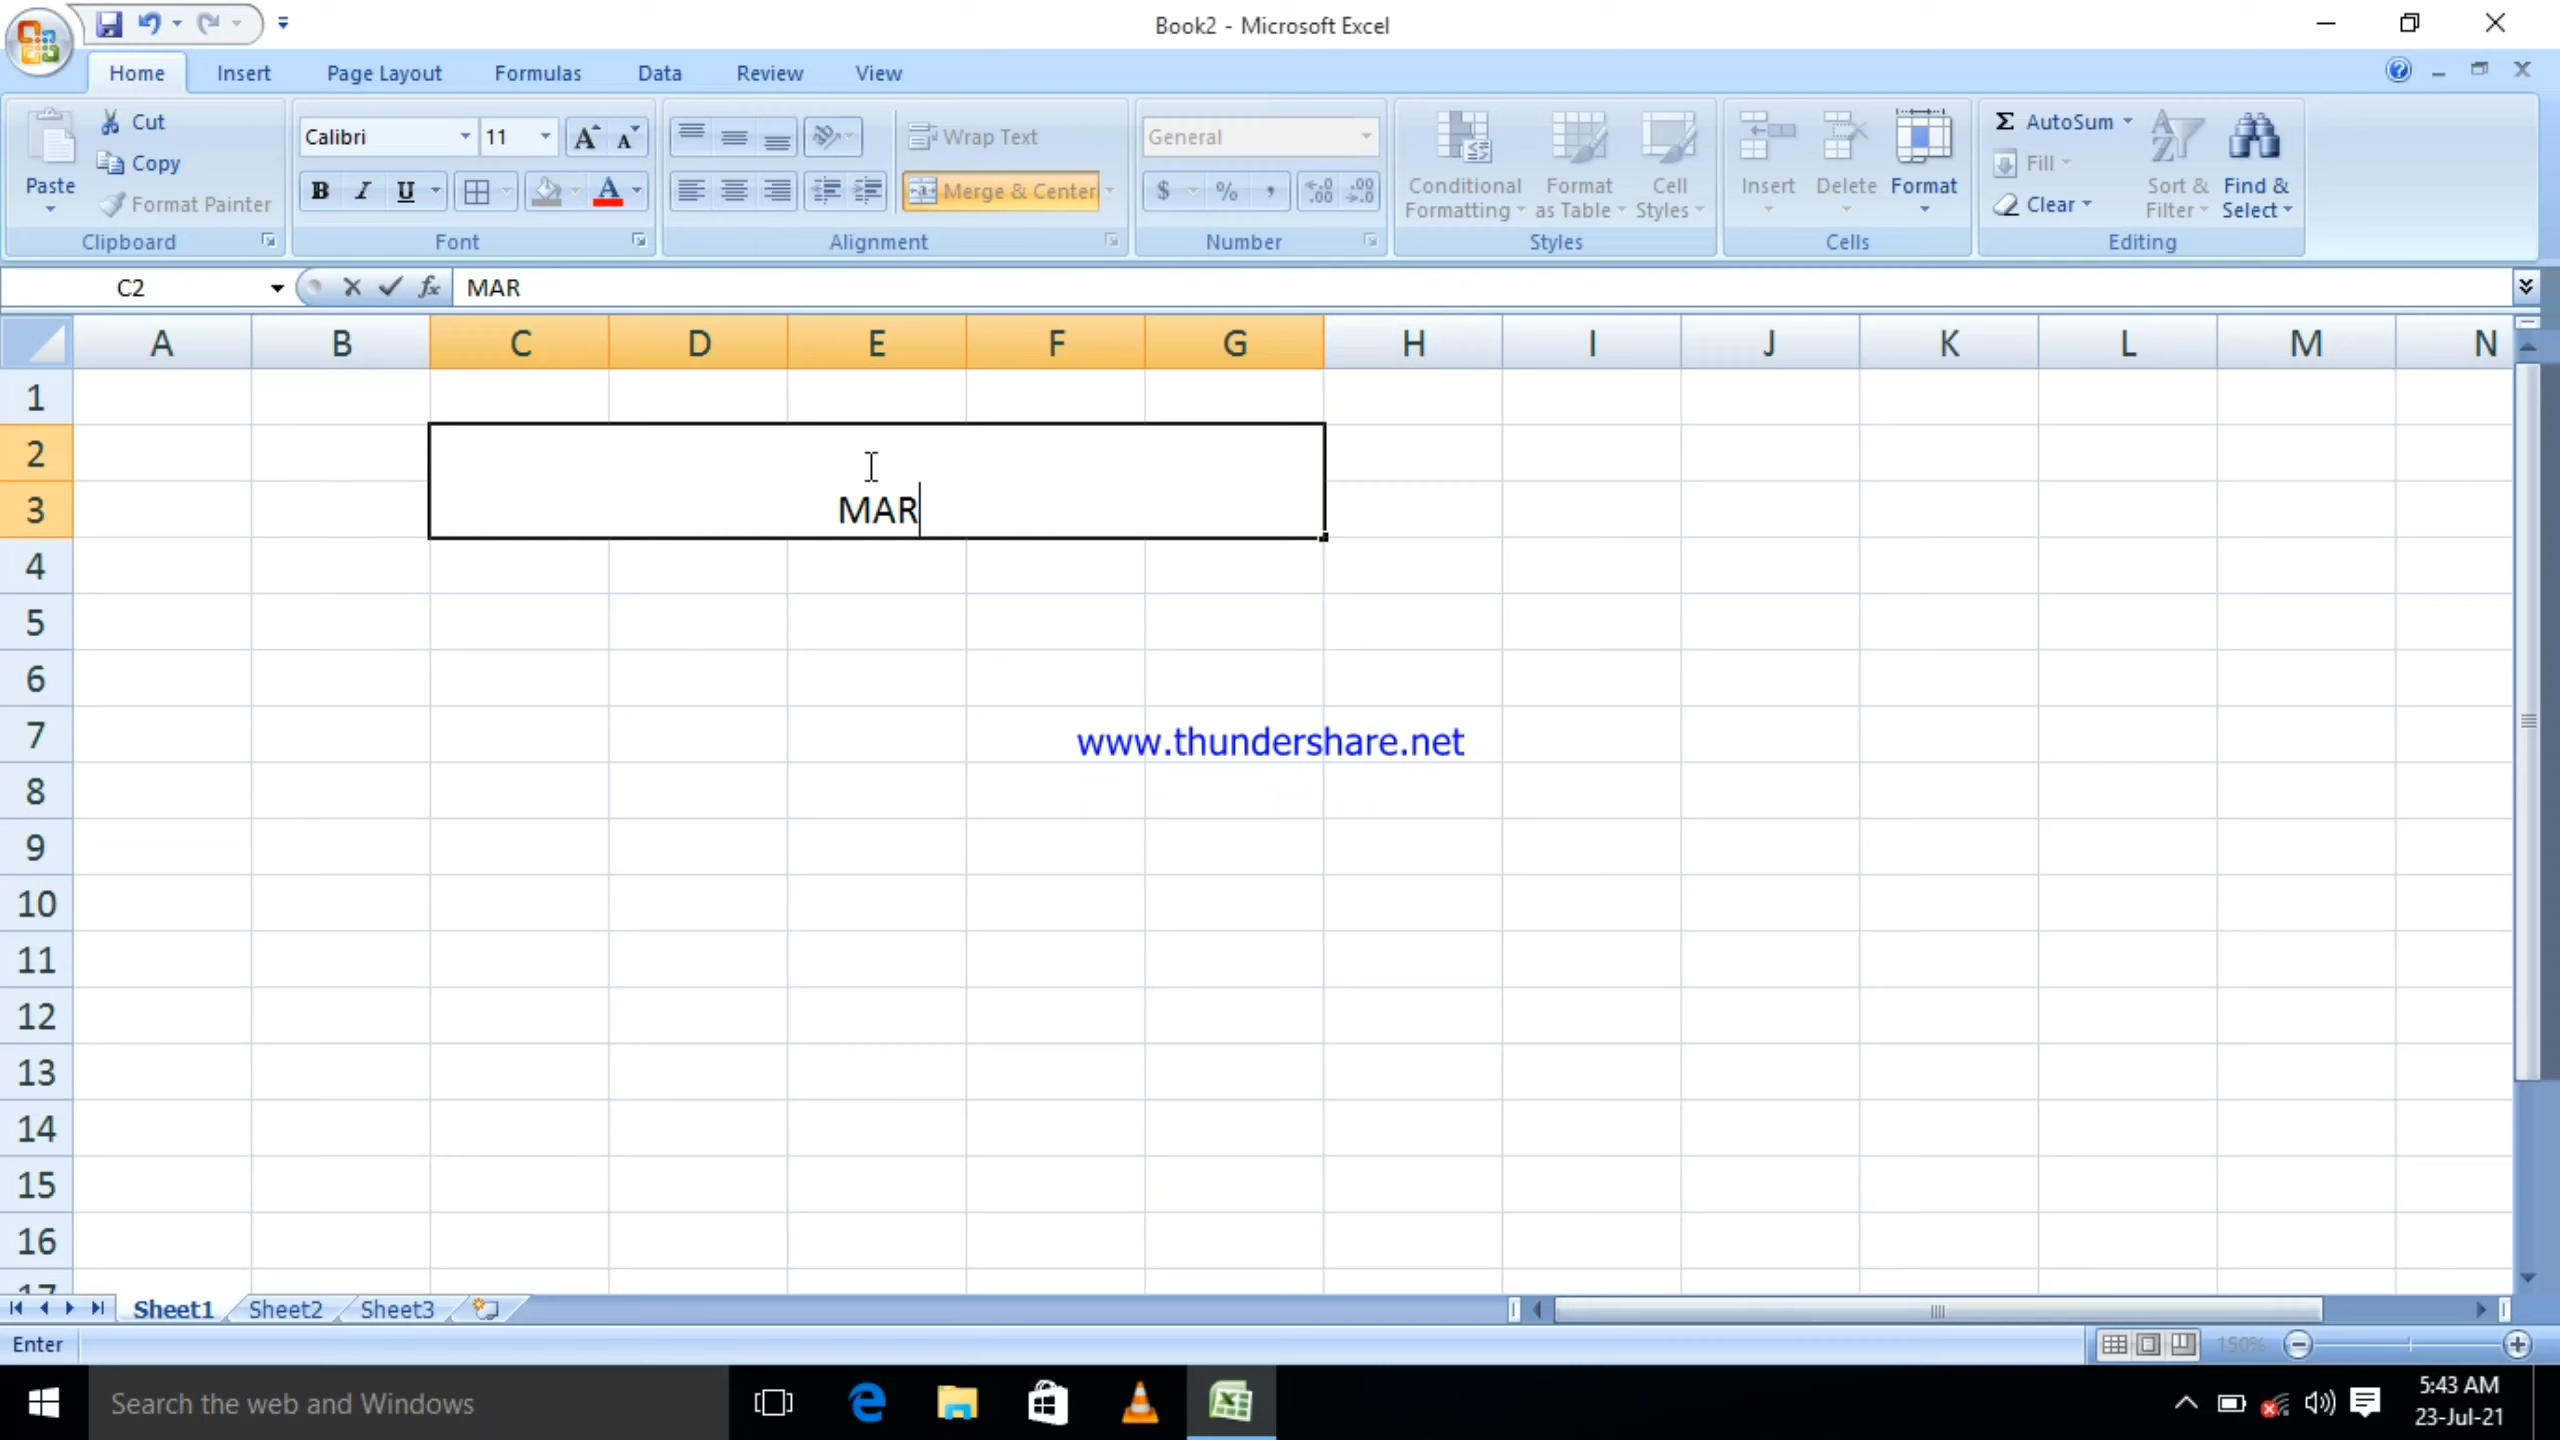 Book2 - Microsoft Excel
Home Insert Page Layout Formulas Data Review View
Paste
Cut
Copy
Format Painter
Clipboard
Calibri 11
B I U
Font
Wrap Text
Merge & Center
Alignment
General
$ % ,
Number
Conditional Formatting
Format as Table
Cell Styles
Styles
Insert Delete Format
Cells
Σ AutoSum
Fill
Clear
Sort & Filter
Find & Select
Editing
C2 fx MAR
A B C D E F G H I J K L M N
1
2
3 MAR
4
5
6
7 www.thundershare.net
8
9
10
11
12
13
14
15
16
17
Sheet1 Sheet2 Sheet3
Enter 150%
Search the web and Windows
5:43 AM
23-Jul-21